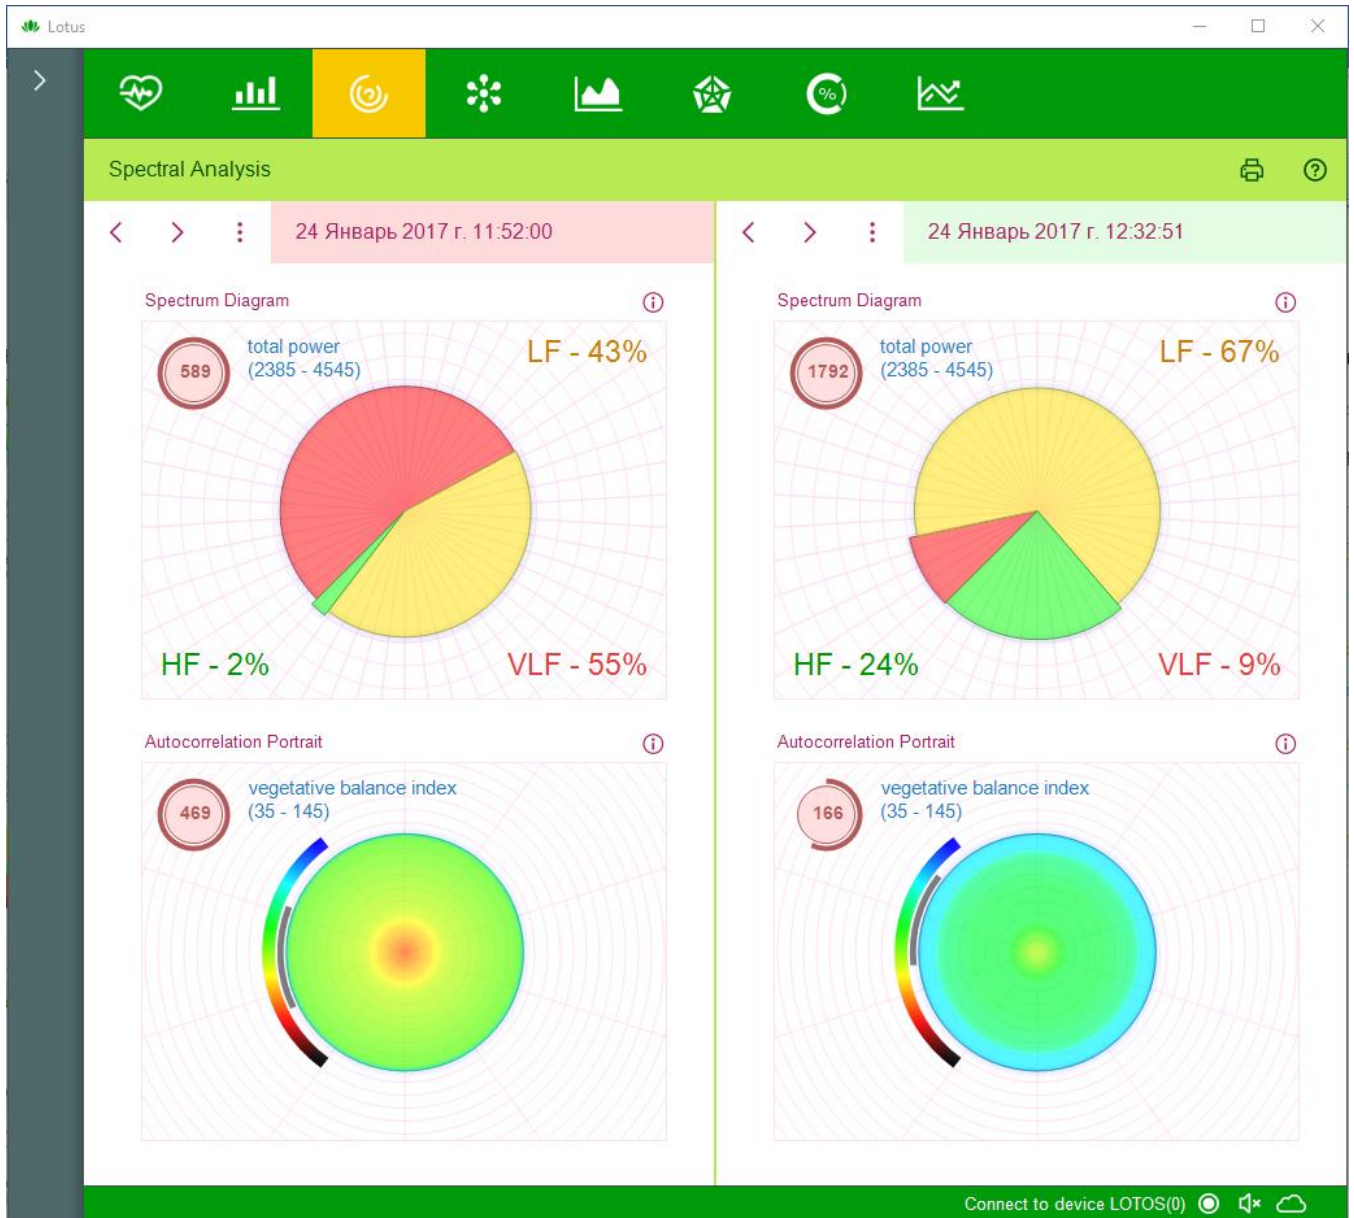 Lotus
%
Spectral Analysis
24 Январь 2017 г. 11:52:00
Spectrum Diagram
589
total power
(2385 - 4545)
LF - 43%
HF - 2%
VLF - 55%
Autocorrelation Portrait
469
vegetative balance index
(35 - 145)
24 Январь 2017 г. 12:32:51
Spectrum Diagram
1792
total power
(2385 - 4545)
LF - 67%
HF - 24%
VLF - 9%
Autocorrelation Portrait
166
vegetative balance index
(35 - 145)
Connect to device LOTOS(0)